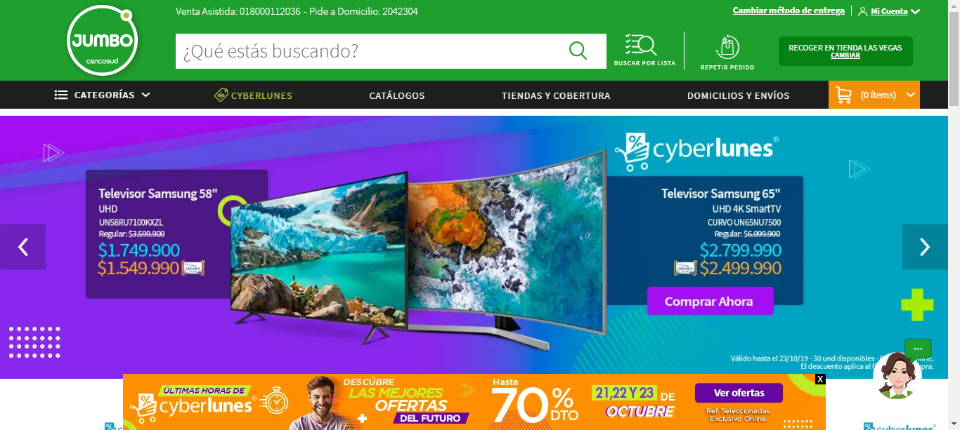 Venta Asistida: 018000112036 - Pide a Domicilio: 2042304
Cambiar método de entrega
Mi Cuenta
JUMBO
cencosud
¿Qué estás buscando?
BUSCAR POR LISTA
REPETIR PEDIDO
RECOGER EN TIENDA LAS VEGAS
CAMBIAR
CATEGORÍAS
CYBERLUNES
CATÁLOGOS
TIENDAS Y COBERTURA
DOMICILIOS Y ENVÍOS
(0 ítems)
cyberlunes
Televisor Samsung 58"
UHD
UN58RU7100KXZL
Regular: $3.599.900
$1.749.900
$1.549.990
Televisor Samsung 65"
UHD 4K SmartTV
CURVO UN65NU7500
Regular: $6.099.900
$2.799.990
$2.499.990
Comprar Ahora
Válido hasta el 23/10/19 - 30 und disponibles -
El descuento aplica al
X
ÚLTIMAS HORAS DE
cyberlunes
DESCÚBRE
LAS MEJORES
OFERTAS
DEL FUTURO
Hasta
70% DTO
21,22 Y 23 DE
OCTUBRE
Ver ofertas
Ref. Seleccionadas
Exclusivo Online.
cyberlunes